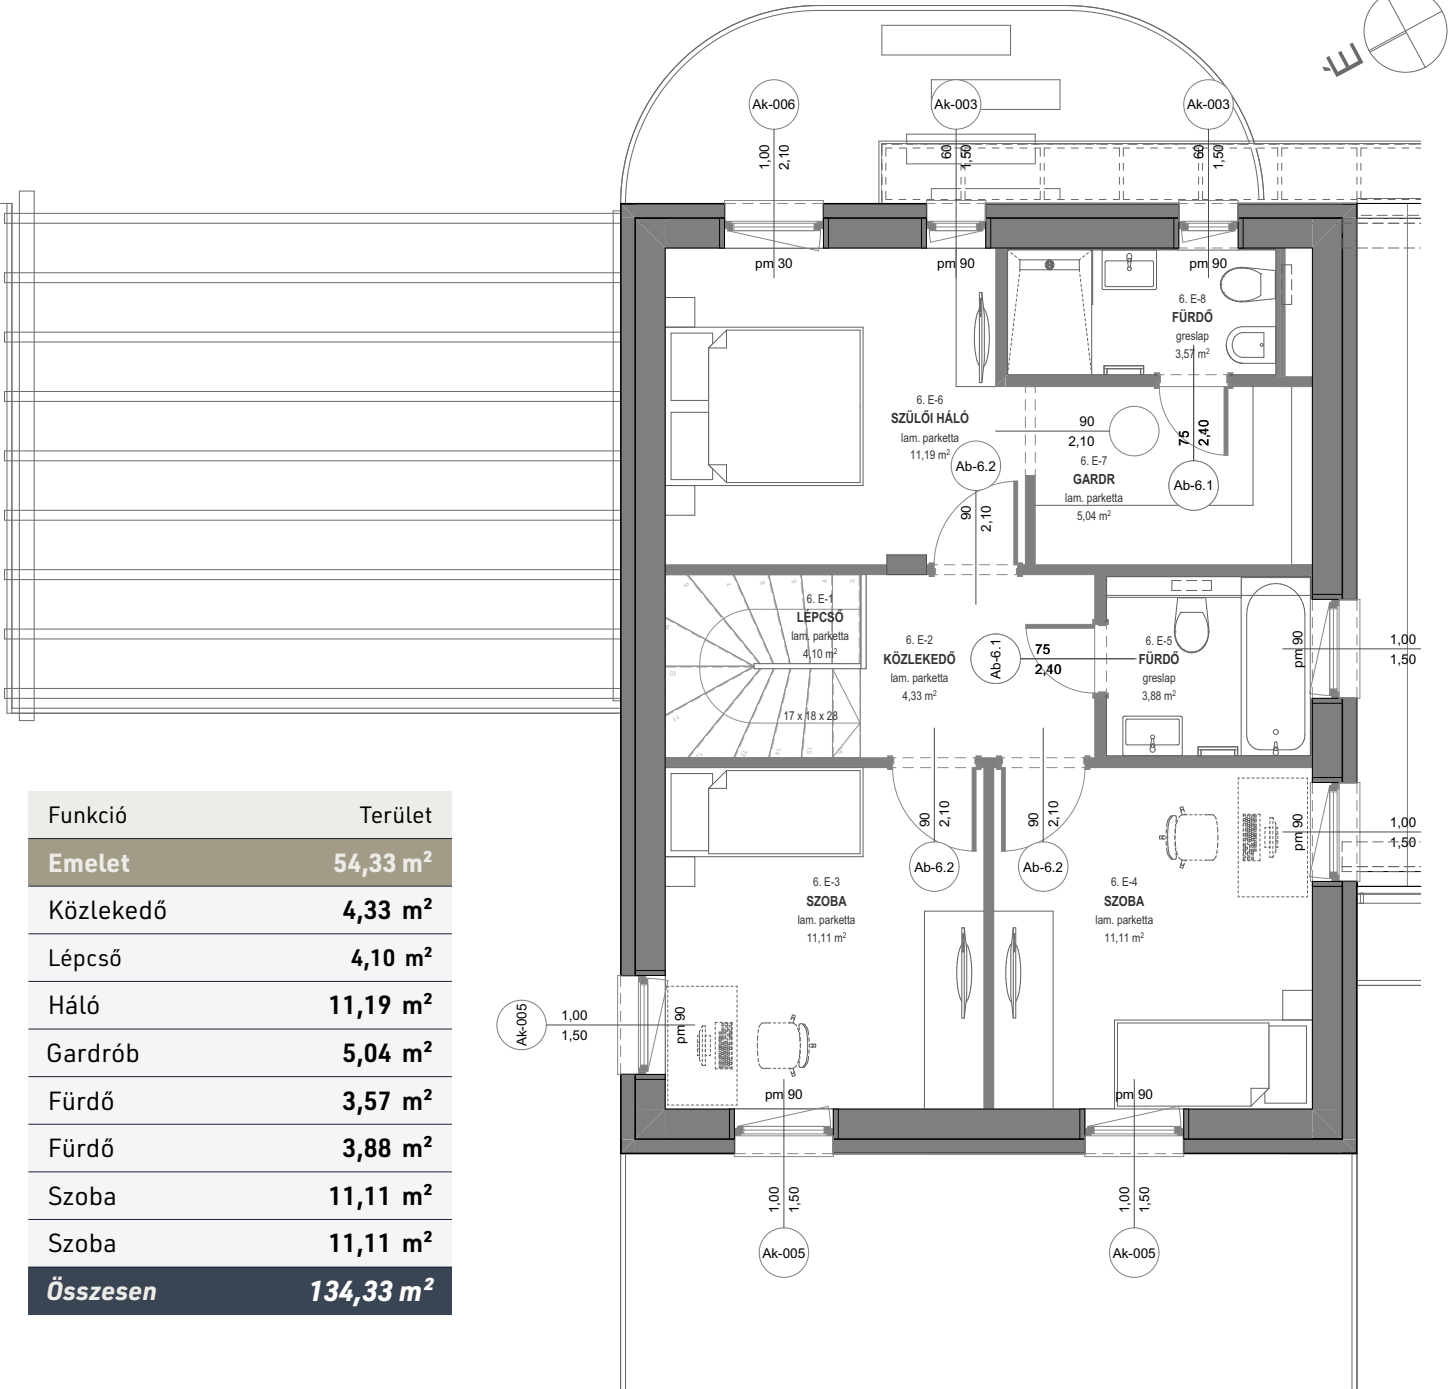 É
Ak-006
Ak-003
Ak-003
1,00
2,10
60
1,50
60
1,50
pm 30
pm 90
pm 90
6. E-8
FÜRDŐ
greslap
3,57 m²
6. E-6
SZÜLŐI HÁLÓ
lam. parketta
11,19 m²
90
2,10
75
2,40
6. E-7
GARDR
lam. parketta
5,04 m²
Ab-6.2
Ab-6.1
90
2,10
6. E-1
LÉPCSŐ
lam. parketta
4,10 m²
17 x 18 x 28
6. E-2
KÖZLEKEDŐ
lam. parketta
4,33 m²
Ab-6.1
75
2,40
6. E-5
FÜRDŐ
greslap
3,88 m²
pm 90
1,00
1,50
90
2,10
90
2,10
Ab-6.2
Ab-6.2
pm 90
1,00
1,50
6. E-3
SZOBA
lam. parketta
11,11 m²
6. E-4
SZOBA
lam. parketta
11,11 m²
Ak-005
1,00
1,50
pm 90
pm 90
pm 90
1,00
1,50
1,00
1,50
Ak-005
Ak-005
Funkció Terület
Emelet 54,33 m²
Közlekedő 4,33 m²
Lépcső 4,10 m²
Háló 11,19 m²
Gardrób 5,04 m²
Fürdő 3,57 m²
Fürdő 3,88 m²
Szoba 11,11 m²
Szoba 11,11 m²
Összesen 134,33 m²